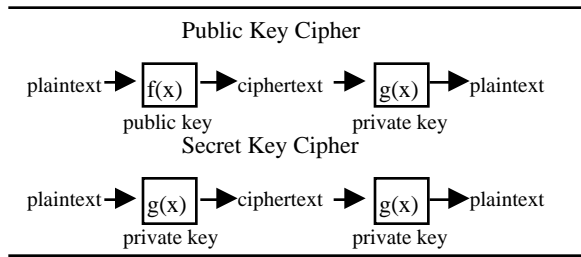 Public Key Cipher
plaintext f(x) ciphertext g(x) plaintext
public key private key
Secret Key Cipher
plaintext g(x) ciphertext g(x) plaintext
private key private key